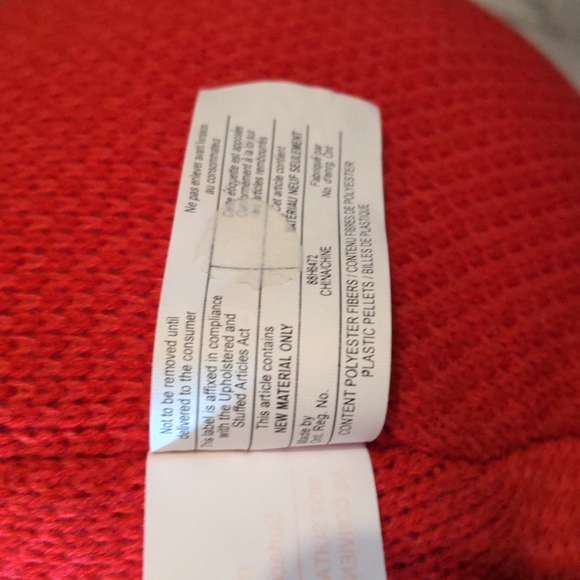 Not to be removed until
delivered to the consumer
Ne pas enlever avant livraison
au consommateur
This label is affixed in compliance
with the Upholstered and
Stuffed Articles Act
Cette étiquette est apposée
Conformément à la loi sur
articles rembourrés
This article contains
NEW MATERIAL ONLY
Cet article contient
MATÉRIAU NEUF SEULEMENT
Made by
Ont. Reg. No.
88H6472
CHINA/CHINE
Fabriqué par
No. d'enrg. Ont
CONTENT POLYESTER FIBERS / CONTENU FIBRES DE POLYESTER
PLASTIC PELLETS / BILLES DE PLASTIQUE